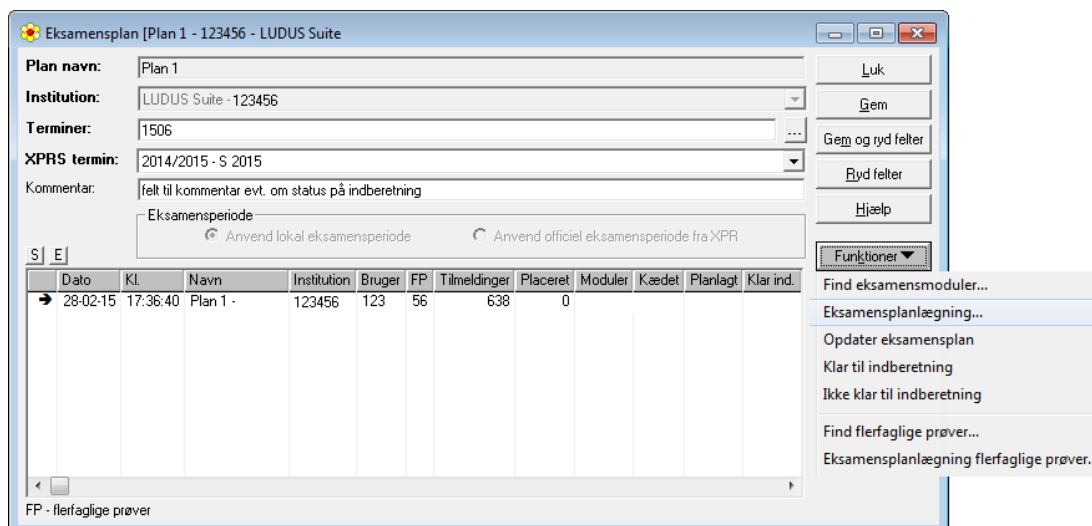 Eksamensplan [Plan 1 - 123456 - LUDUS Suite
Plan navn: Plan 1 Luk
Institution: LUDUS Suite - 123456 Gem
Terminer: 1506 ... Gem og ryd felter
XPRS termin: 2014/2015 - S 2015 Ryd felter
Kommentar: felt til kommentar evt. om status på indberetning Hjælp
Eksamensperiode
Anvend lokal eksamensperiode Anvend officiel eksamensperiode fra XPR
S E Funktioner
Dato Kl. Navn Institution Bruger FP Tilmeldinger Placeret Moduler Kædet Planlagt Klar ind.
28-02-15 17:36:40 Plan 1 - 123456 123 56 638 0
Find eksamensmoduler...
Eksamensplanlægning...
Opdater eksamensplan
Klar til indberetning
Ikke klar til indberetning
Find flerfaglige prøver...
Eksamensplanlægning flerfaglige prøver.
FP - flerfaglige prøver